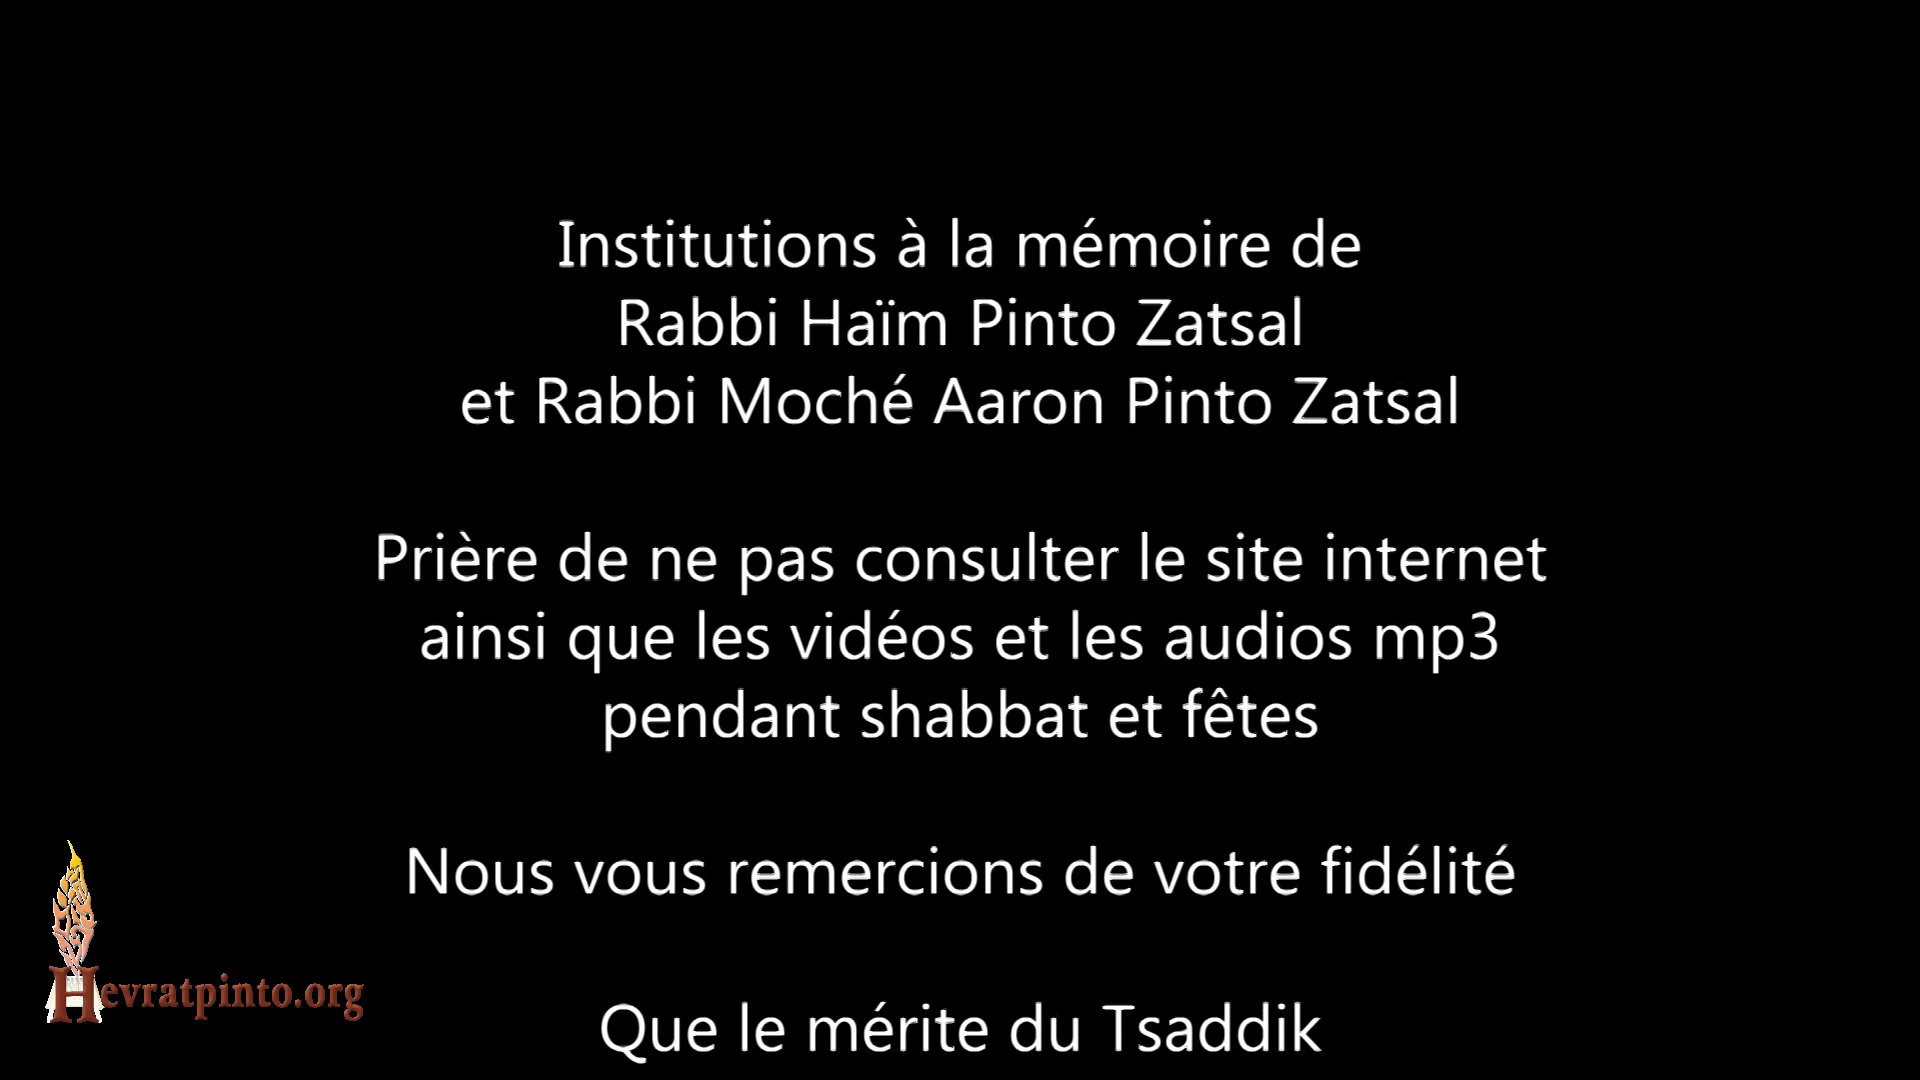 Institutions à la mémoire de
Rabbi Haïm Pinto Zatsal
et Rabbi Moché Aaron Pinto Zatsal
Prière de ne pas consulter le site internet
ainsi que les vidéos et les audios mp3
pendant shabbat et fêtes
Nous vous remercions de votre fidélité
Hevratpinto.org
Que le mérite du Tsaddik